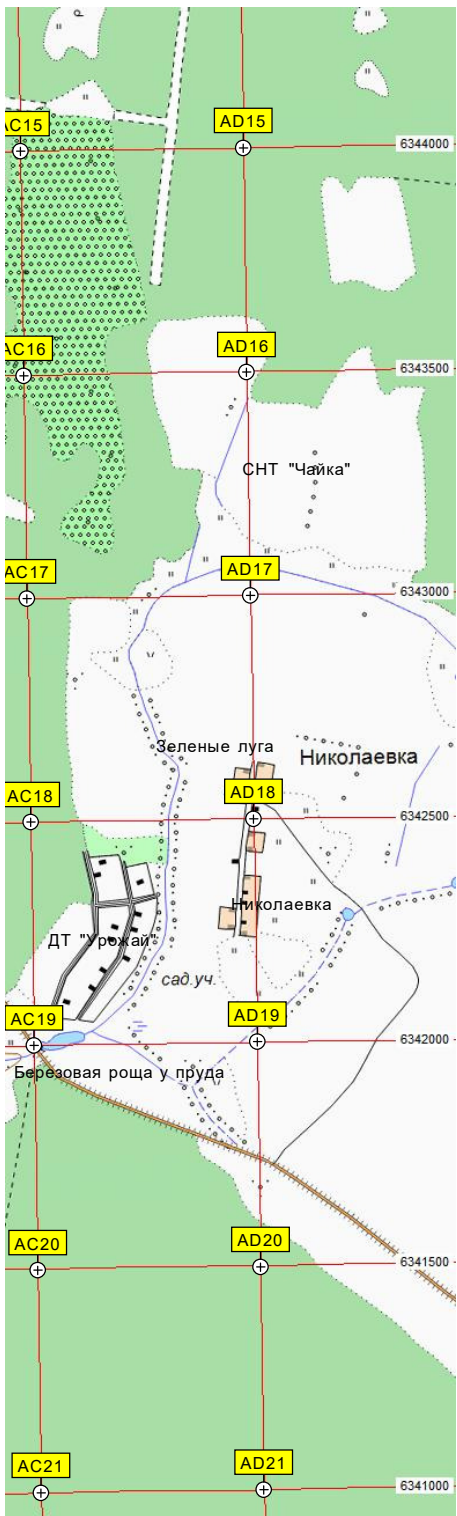 AD15
AC15
6344000
AD16
AC16
6343500
СНТ "Чайка"
AD17
AC17
6343000
Зеленые луга
Николаевка
AD18
AC18
6342500
Николаевка
ДТ "Урожай"
сад.уч.
AD19
AC19
6342000
Березовая роща у пруда
AD20
AC20
6341500
AD21
AC21
6341000